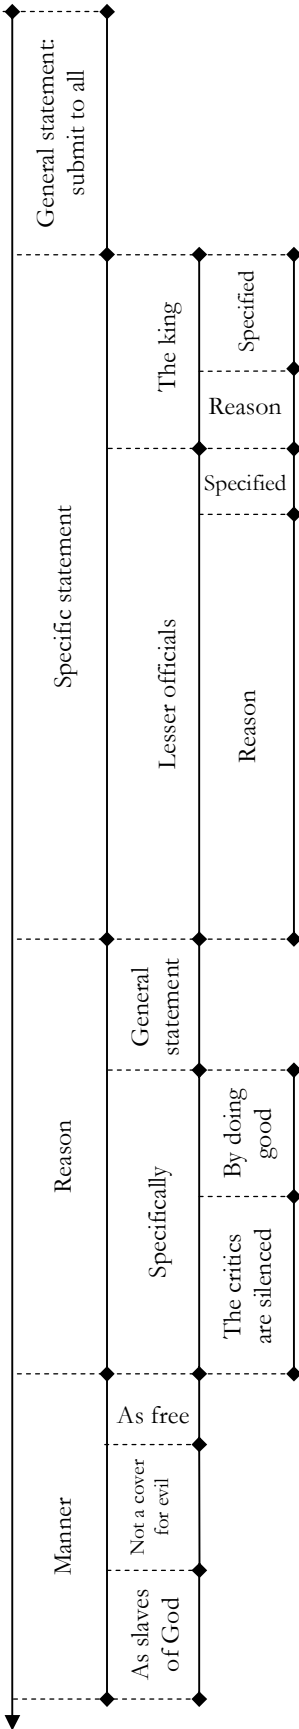 General statement:
submit to all
Specific statement
The king
Specified
Reason
Lesser officials
Specified
Reason
Reason
General
statement
Specifically
By doing
good
The critics
are silenced
Manner
As free
Not a cover
for evil
As slaves
of God